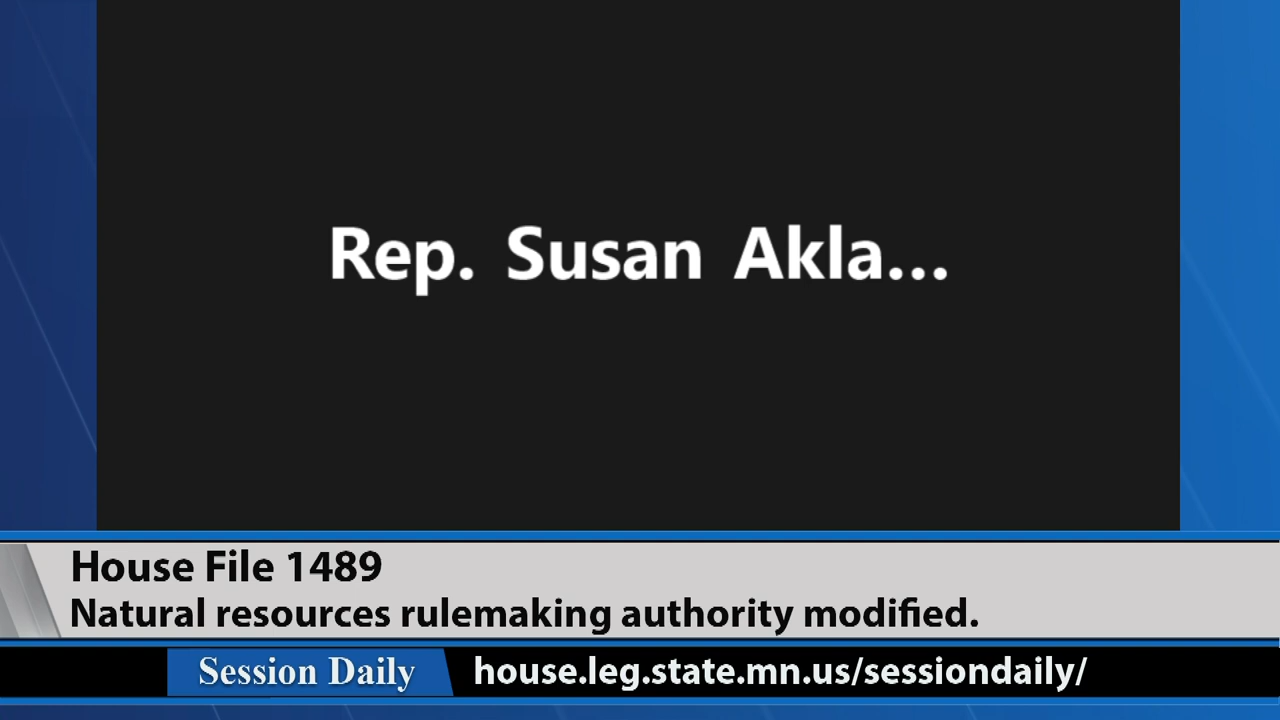 Rep. Susan Akla...
House File 1489
Natural resources rulemaking authority modified.
Session Daily house.leg.state.mn.us/sessiondaily/